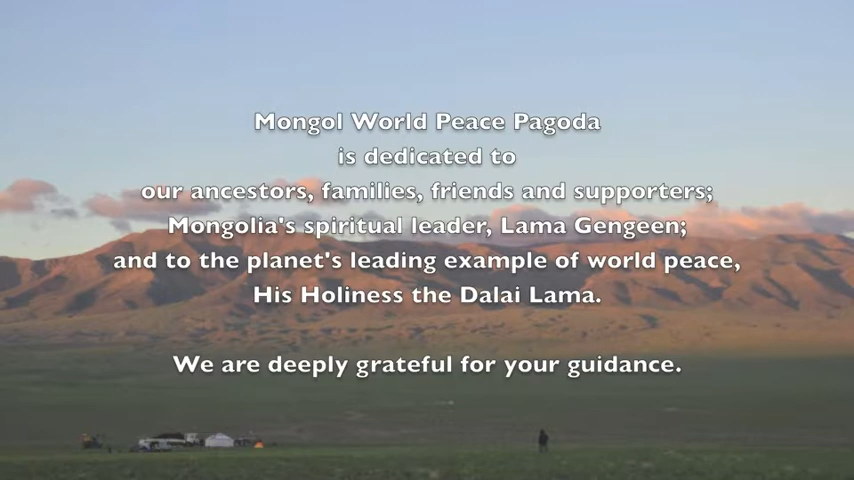 Mongol World Peace Pagoda
is dedicated to
our ancestors, families, friends and supporters;
Mongolia's spiritual leader, Lama Gengeen;
and to the planet's leading example of world peace,
His Holiness the Dalai Lama.
We are deeply grateful for your guidance.